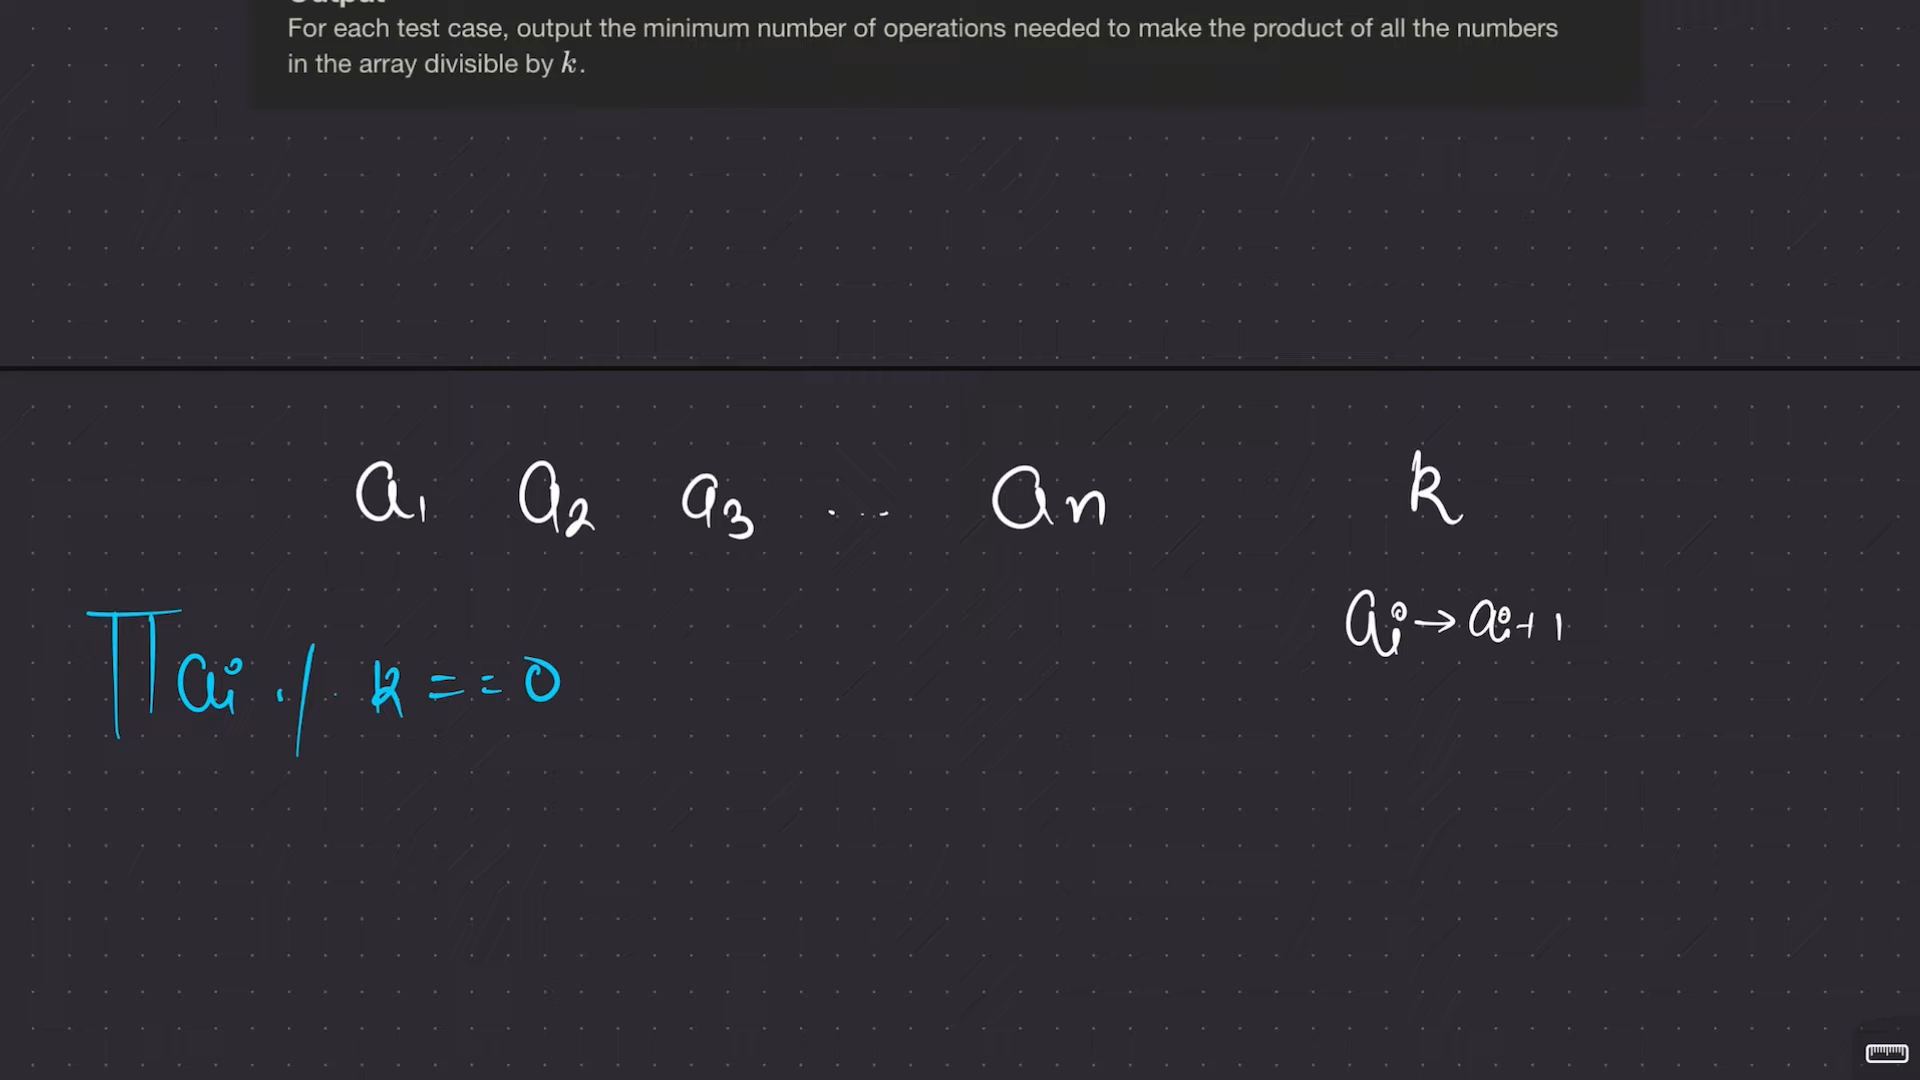 Output
For each test case, output the minimum number of operations needed to make the product of all the numbers
in the array divisible by k.
a₁ a₂ a₃ ... aₙ k
aᵢ → aᵢ+1
∏ aᵢ % k == 0